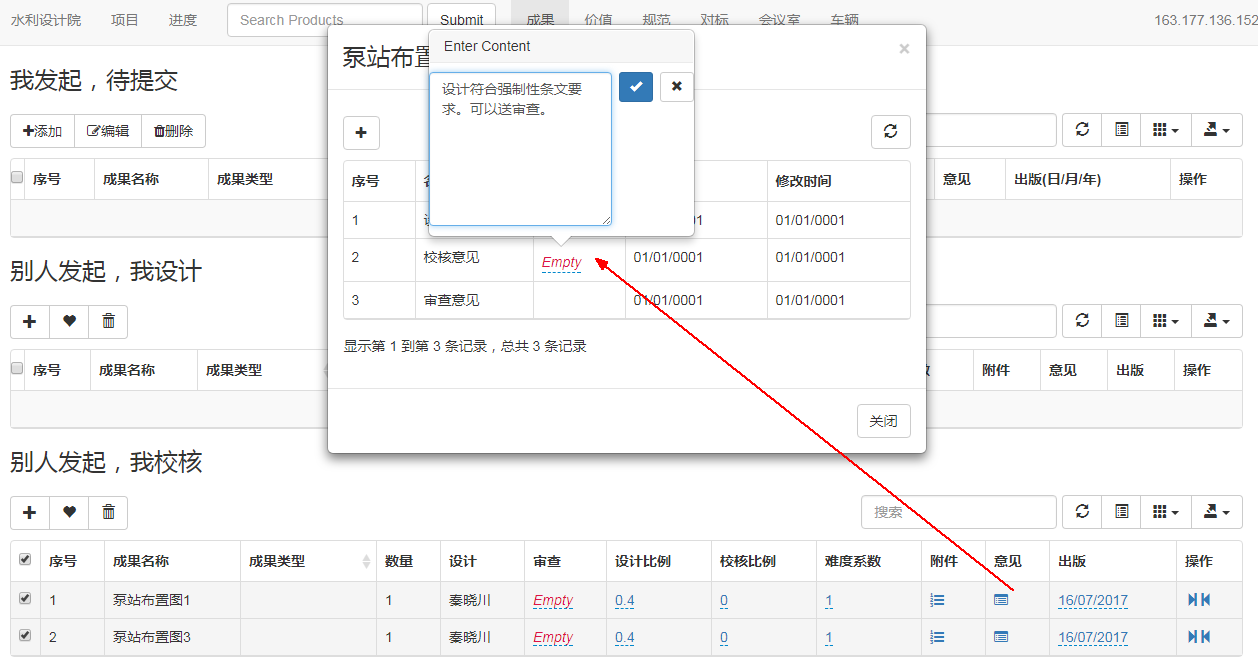 水利设计院 项目 进度 Search Products Submit 成果 价值 规范 对标 会议室 车辆 163.177.136.152
我发起，待提交
添加 编辑 删除
序号 成果名称 成果类型 意见 出版(日/月/年) 操作
泵站布置
×
Enter Content
设计符合强制性条文要
求。可以送审查。
序号 修改时间
1 01/01/0001
2 校核意见 Empty 01/01/0001 01/01/0001
3 审查意见 01/01/0001 01/01/0001
显示第 1 到第 3 条记录，总共 3 条记录
关闭
别人发起，我设计
序号 成果名称 成果类型 附件 意见 出版 操作
别人发起，我校核
搜索
序号 成果名称 成果类型 数量 设计 审查 设计比例 校核比例 难度系数 附件 意见 出版 操作
1 泵站布置图1 1 秦晓川 Empty 0.4 0 1 16/07/2017
2 泵站布置图3 1 秦晓川 Empty 0.4 0 1 16/07/2017